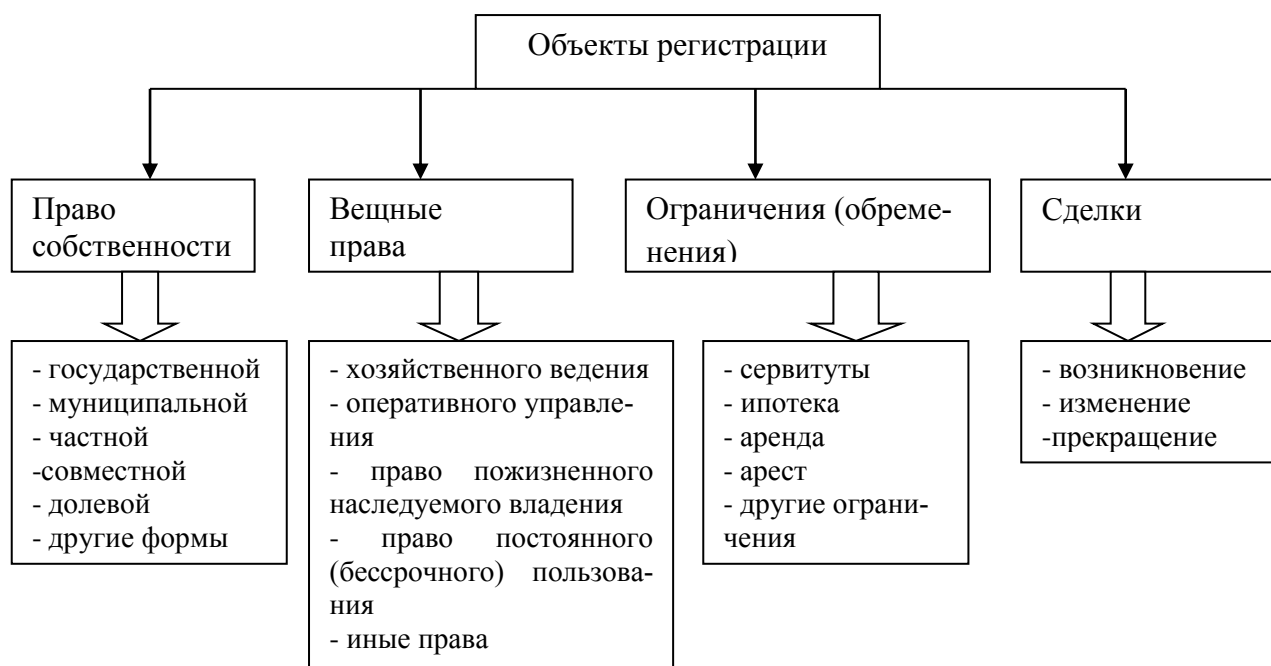 Объекты регистрации
Право
собственности
Вещные
права
Ограничения (обреме-
нения)
Сделки
- государственной
- муниципальной
- частной
-совместной
- долевой
- другие формы
- хозяйственного ведения
- оперативного управле-
ния
- право пожизненного
наследуемого владения
- право постоянного
(бессрочного) пользова-
ния
- иные права
- сервитуты
- ипотека
- аренда
- арест
- другие ограни-
чения
- возникновение
- изменение
-прекращение